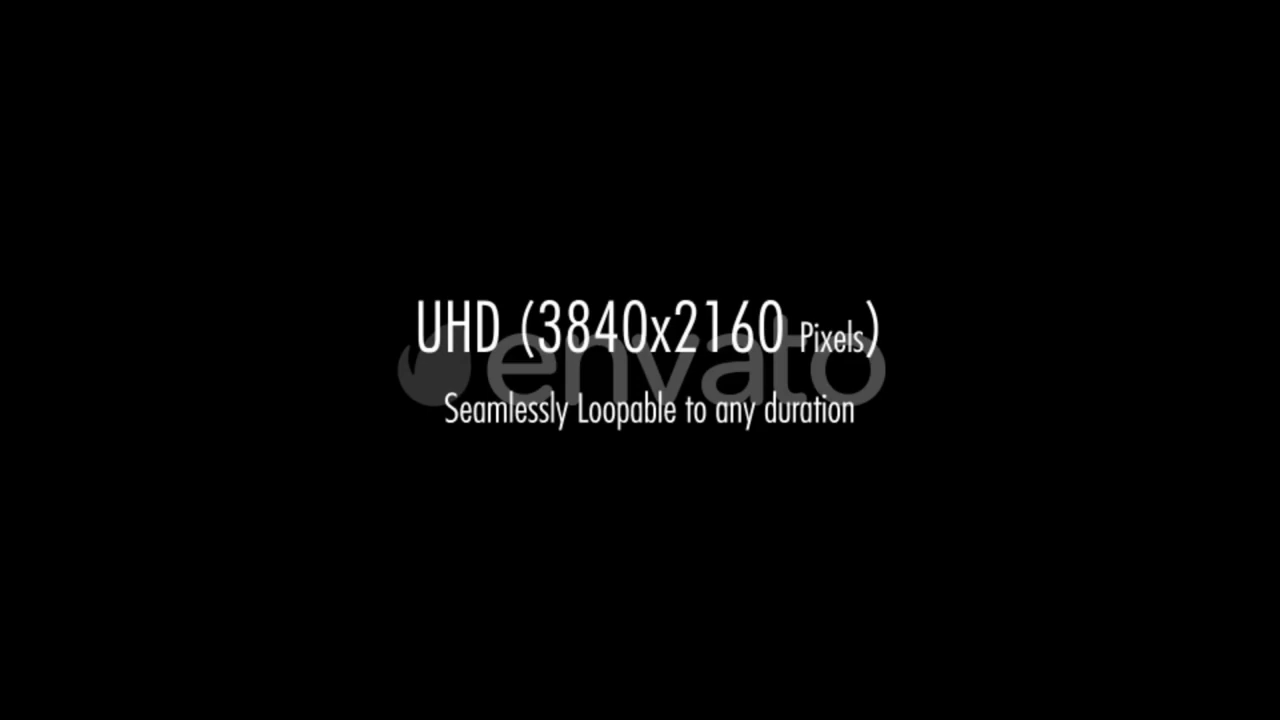 UHD (3840x2160 Pixels)
envato
Seamlessly Loopable to any duration